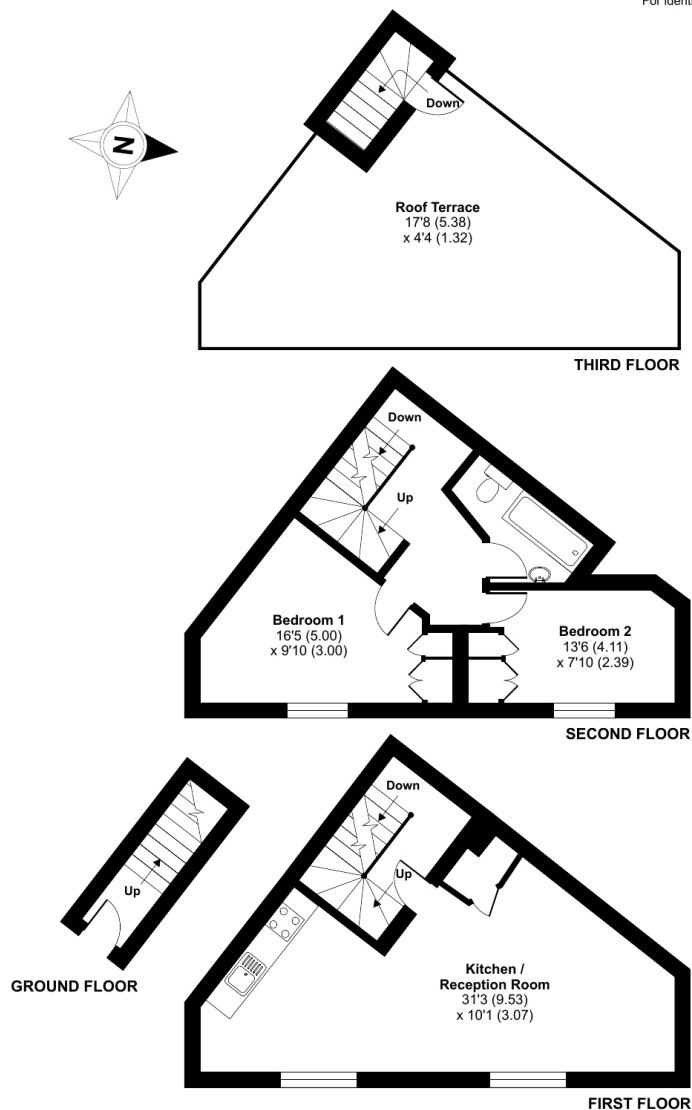 For identi
Down
N
Roof Terrace
17'8 (5.38)
x 4'4 (1.32)
THIRD FLOOR
Down
Up
Bedroom 1
16'5 (5.00)
x 9'10 (3.00)
Bedroom 2
13'6 (4.11)
x 7'10 (2.39)
SECOND FLOOR
Up
GROUND FLOOR
Down
Up
Kitchen /
Reception Room
31'3 (9.53)
x 10'1 (3.07)
FIRST FLOOR